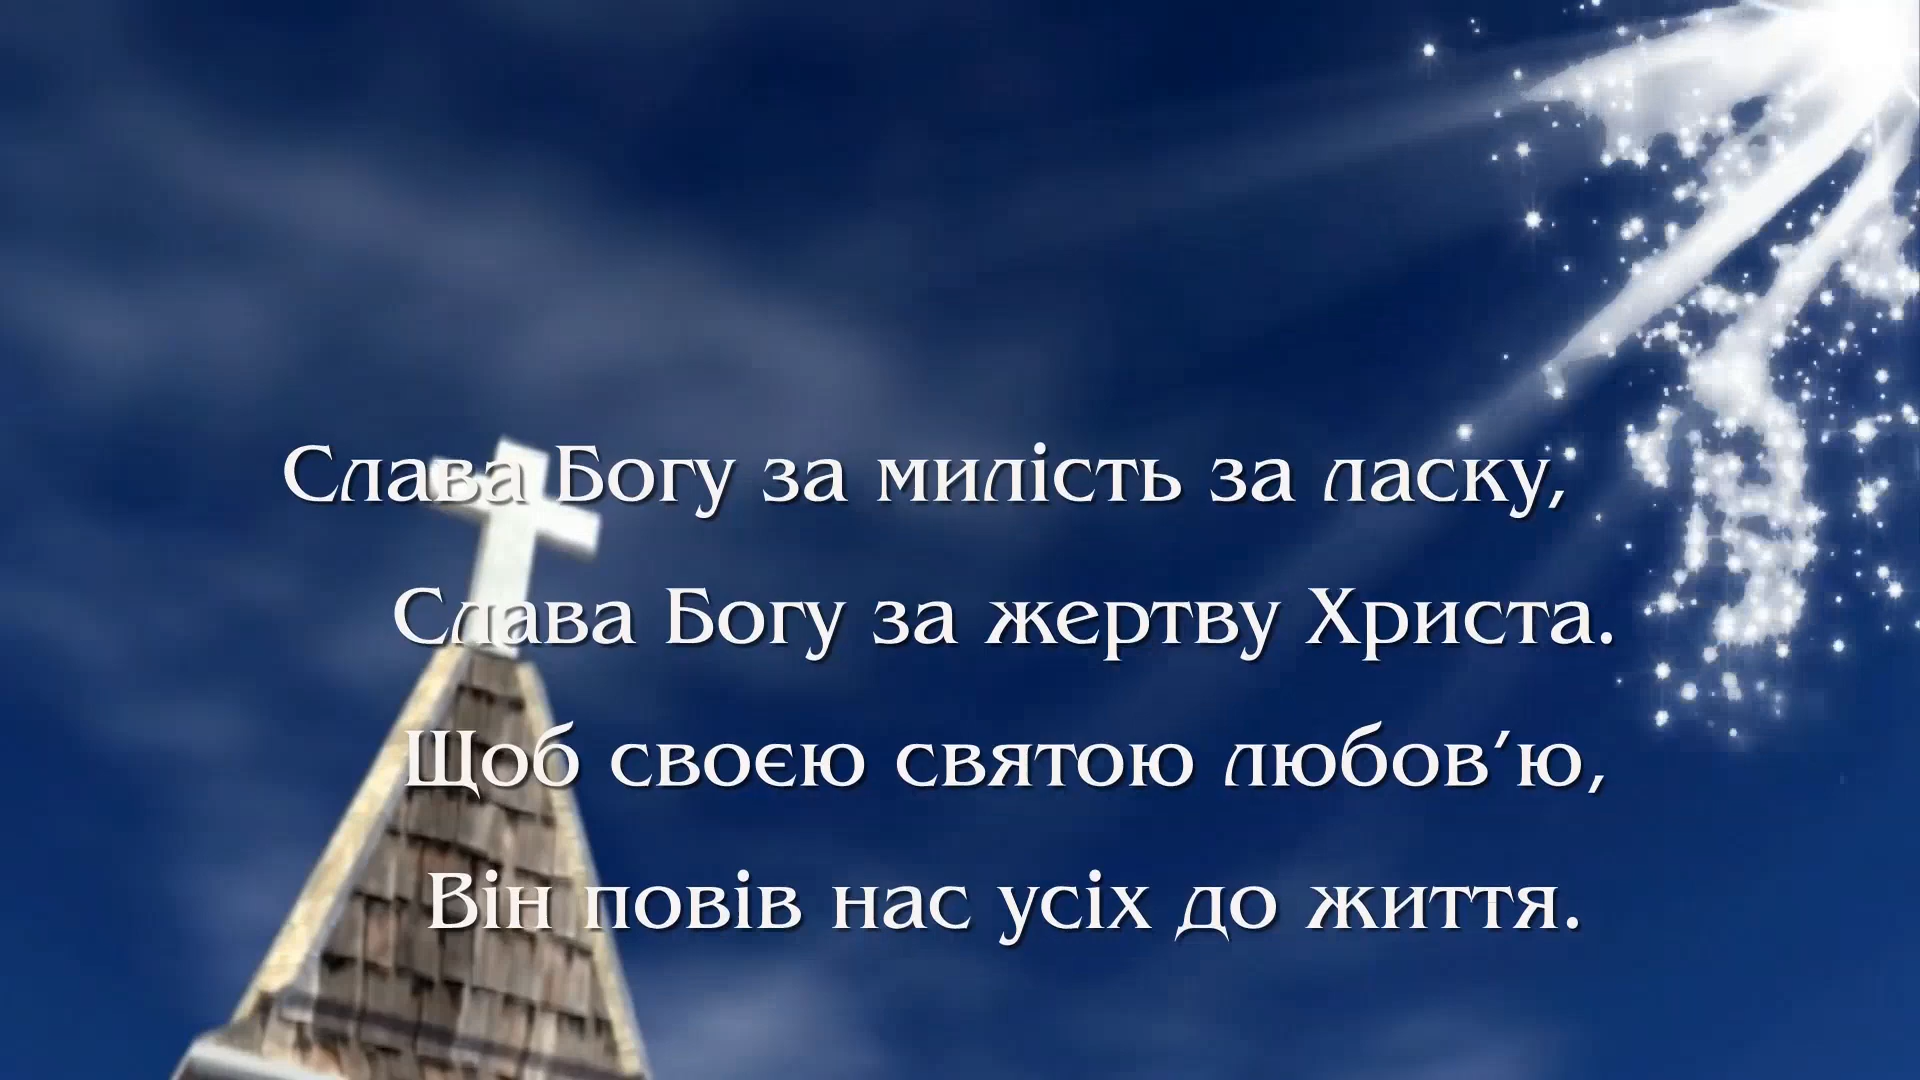 Слава Богу за милість за ласку,
Слава Богу за жертву Христа.
Щоб своєю святою любов’ю,
Він повів нас усіх до життя.